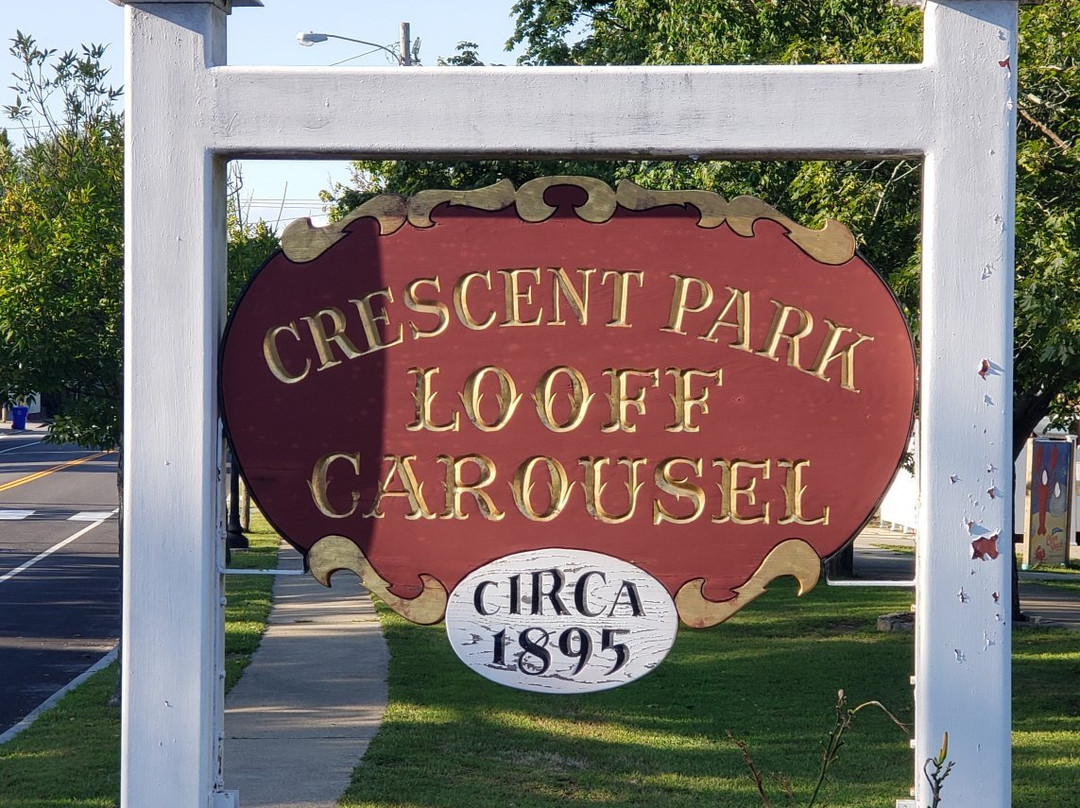 CRESCENT PARK
LOOFF
CAROUSEL
CIRCA
1895